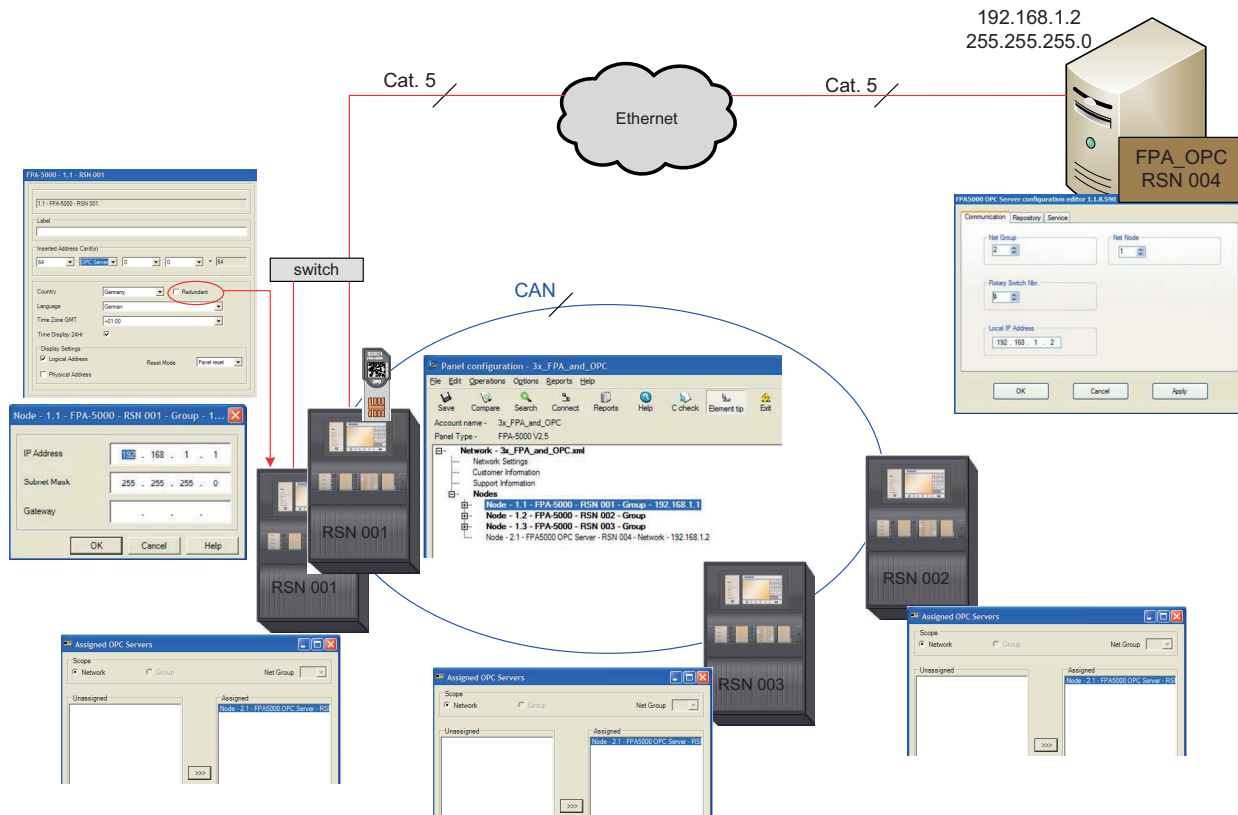 192.168.1.2
255.255.255.0
Cat. 5
Cat. 5
Ethernet
FPA_OPC
RSN 004
FPA-5000 - 1.1 - RSN 001
1.1 - FPA-5000 - RSN 001
Label
Inserted Address Card(s)
64 OPC Server 0 0 = 64
Country Germany Redundant
Language German
Time Zone GMT +01:00
Time Display 24Hr
Display Settings
Logical Address Reset Mode Panel reset
Physical Address
switch
CAN
FPA5000 OPC Server configuration editor 1.1.8.590
Communication Repository Service
Net Group Net Node
2 1
Rotary Switch Nbr.
Local IP Address
192 . 168 . 1 . 2
OK Cancel Apply
BOSCH
OPC
Node - 1.1 - FPA-5000 - RSN 001 - Group - 1...
IP Address 192 . 168 . 1 . 1
Subnet Mask 255 . 255 . 255 . 0
Gateway . . .
OK Cancel Help
Panel configuration - 3x_FPA_and_OPC
File Edit Operations Options Reports Help
Save Compare Search Connect Reports Help C.check Element tip Exit
Account name - 3x_FPA_and_OPC
Panel Type - FPA-5000 V2.5
Network - 3x_FPA_and_OPC.xml
Network Settings
Customer Information
Support Information
Nodes
Node - 1.1 - FPA-5000 - RSN 001 - Group - 192.168.1.1
Node - 1.2 - FPA-5000 - RSN 002 - Group
Node - 1.3 - FPA-5000 - RSN 003 - Group
Node - 2.1 - FPA5000 OPC Server - RSN 004 - Network - 192.168.1.2
RSN 001
RSN 001
RSN 002
RSN 003
Assigned OPC Servers
Scope
Network Group Net Group
Unassigned Assigned
Node - 2.1 - FPA5000 OPC Server - RS
>>>
Assigned OPC Servers
Scope
Network Group Net Group
Unassigned Assigned
Node - 2.1 - FPA5000 OPC Server - RS
>>>
Assigned OPC Servers
Scope
Network Group Net Group
Unassigned Assigned
Node - 2.1 - FPA5000 OPC Server - RS
>>>